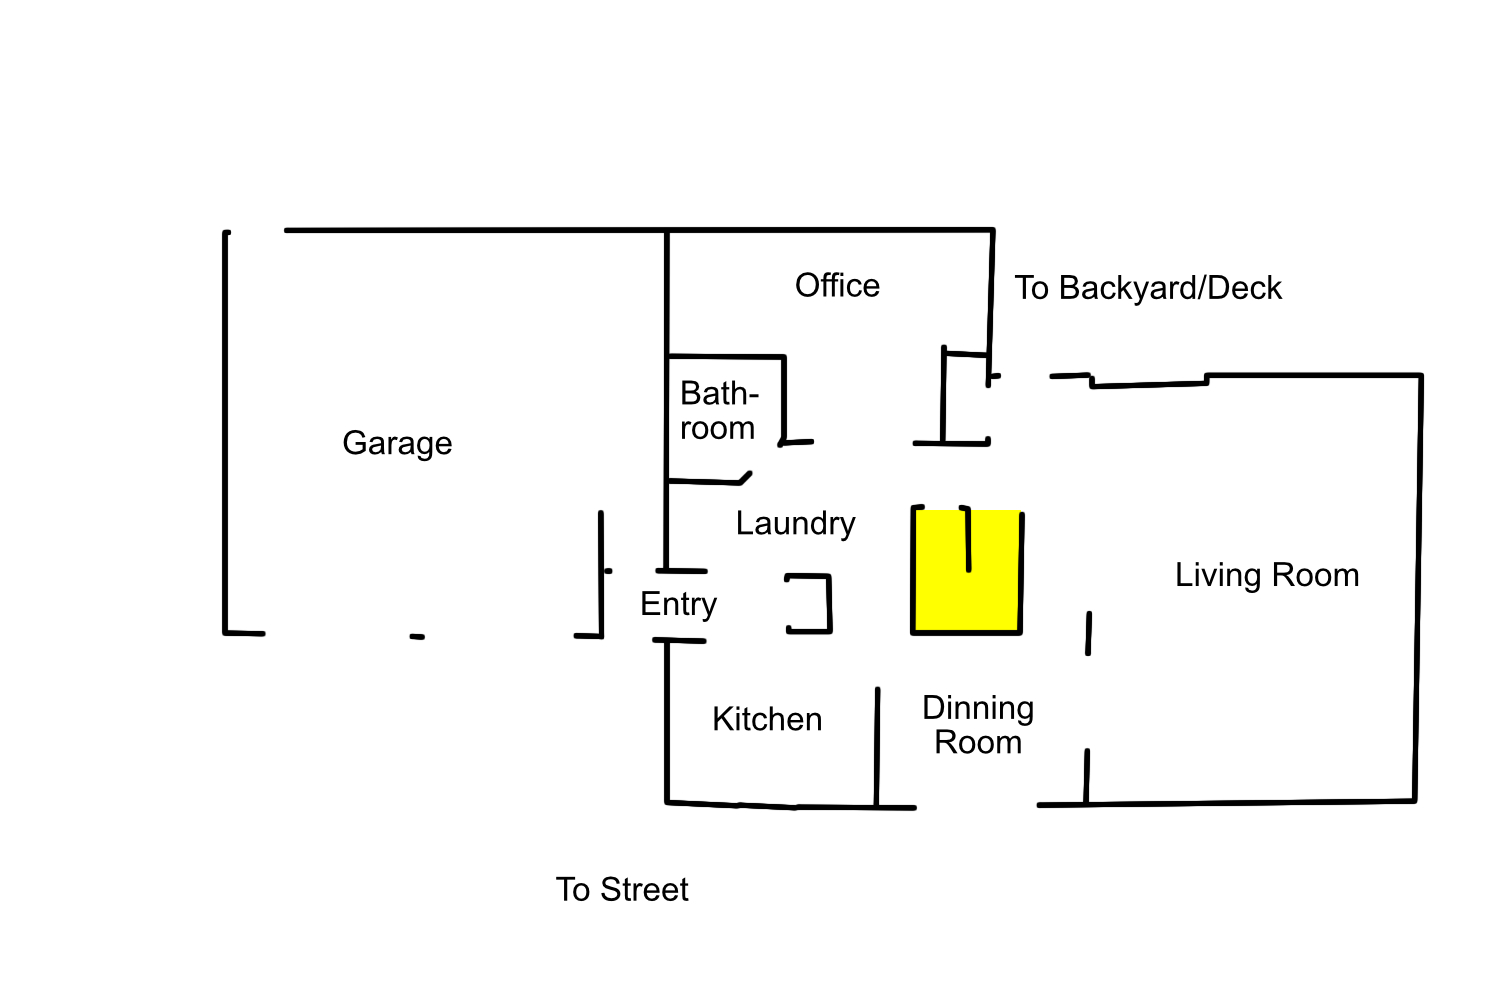 Office
To Backyard/Deck
Bath-
room
Garage
Laundry
Living Room
Entry
Kitchen
Dinning
Room
To Street